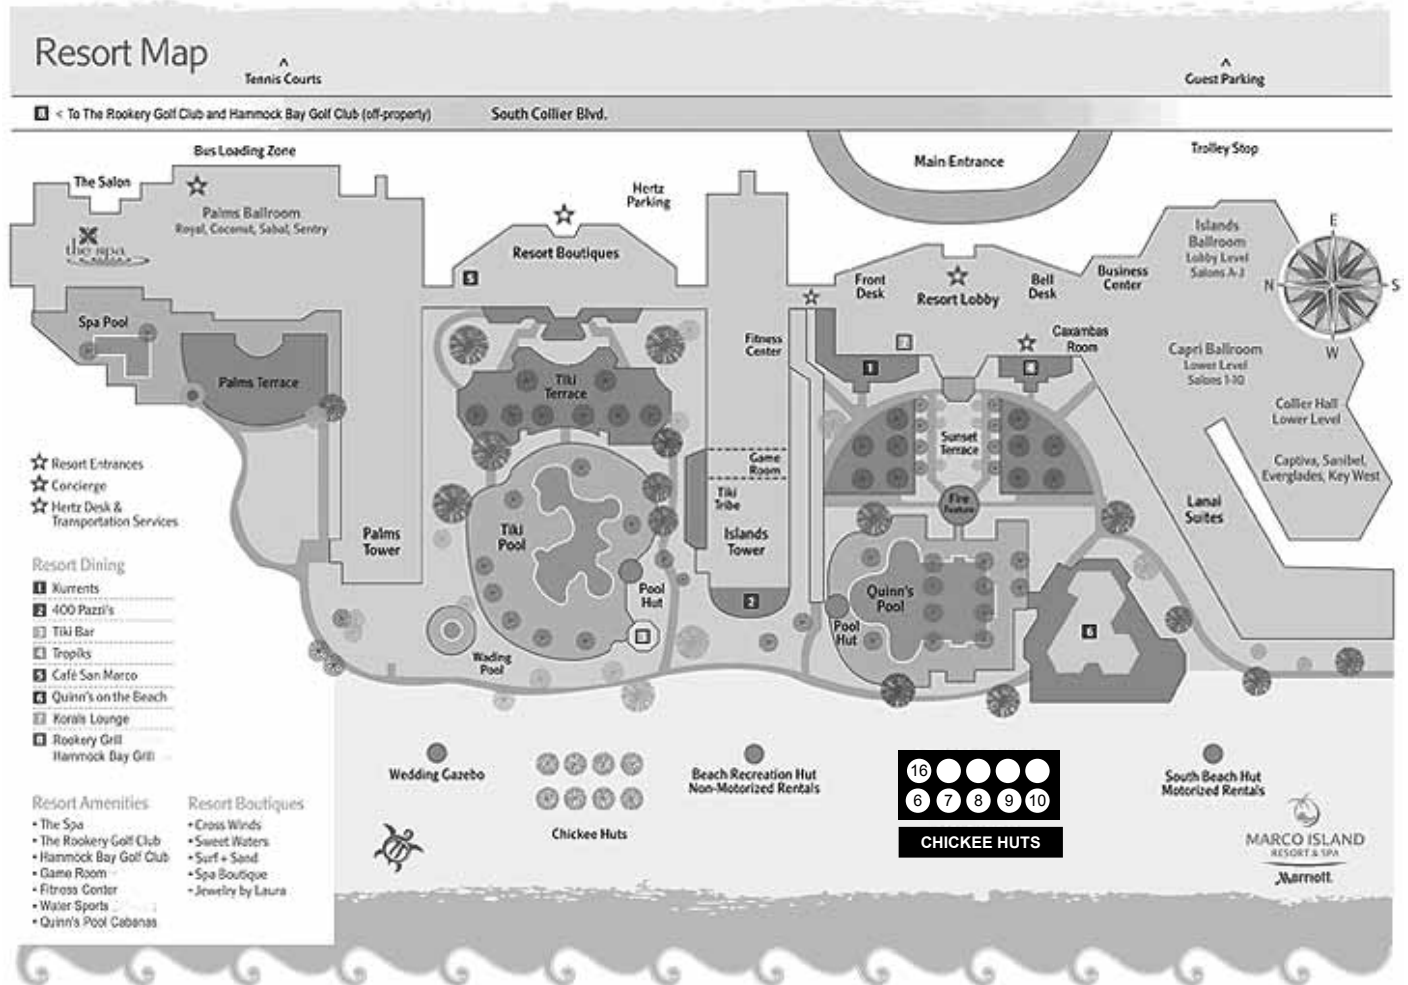 Resort Map
^
Tennis Courts
^
Guest Parking
8 < To The Rookery Golf Club and Hammock Bay Golf Club (off-property)
South Collier Blvd.
Bus Loading Zone
Main Entrance
Trolley Stop
The Salon
Palms Ballroom
Royal, Coconut, Sabal, Sentry
the spa
Hertz
Parking
Resort Boutiques
5
Front
Desk
Resort Lobby
Bell
Desk
Business
Center
Islands
Ballroom
Lobby Level
Salons A-J
E
N
S
W
Spa Pool
Palms Terrace
Tiki
Terrace
Fitness
Center
1
Caxambas
Room
4
Capri Ballroom
Lower Level
Salons 1-10
Collier Hall
Lower Level
Captiva, Sanibel,
Everglades, Key West
Sunset
Terrace
Fire
Feature
Game
Room
Tiki
Tribe
Islands
Tower
2
Lanai
Suites
Palms
Tower
Tiki
Pool
Pool
Hut
3
Wading
Pool
Quinn's
Pool
Pool
Hut
6
Resort Entrances
Concierge
Hertz Desk &
Transportation Services
Resort Dining
1 Kurrents
2 400 Pazzi's
3 Tiki Bar
4 Tropiks
5 Café San Marco
6 Quinn's on the Beach
7 Korals Lounge
8 Rookery Grill
Hammock Bay Grill
Resort Amenities
• The Spa
• The Rookery Golf Club
• Hammock Bay Golf Club
• Game Room
• Fitness Center
• Water Sports
• Quinn's Pool Cabanas
Resort Boutiques
• Cross Winds
• Sweet Waters
• Surf + Sand
• Spa Boutique
• Jewelry by Laura
Wedding Gazebo
Chickee Huts
Beach Recreation Hut
Non-Motorized Rentals
16
6 7 8 9 10
CHICKEE HUTS
South Beach Hut
Motorized Rentals
MARCO ISLAND
RESORT & SPA
Marriott